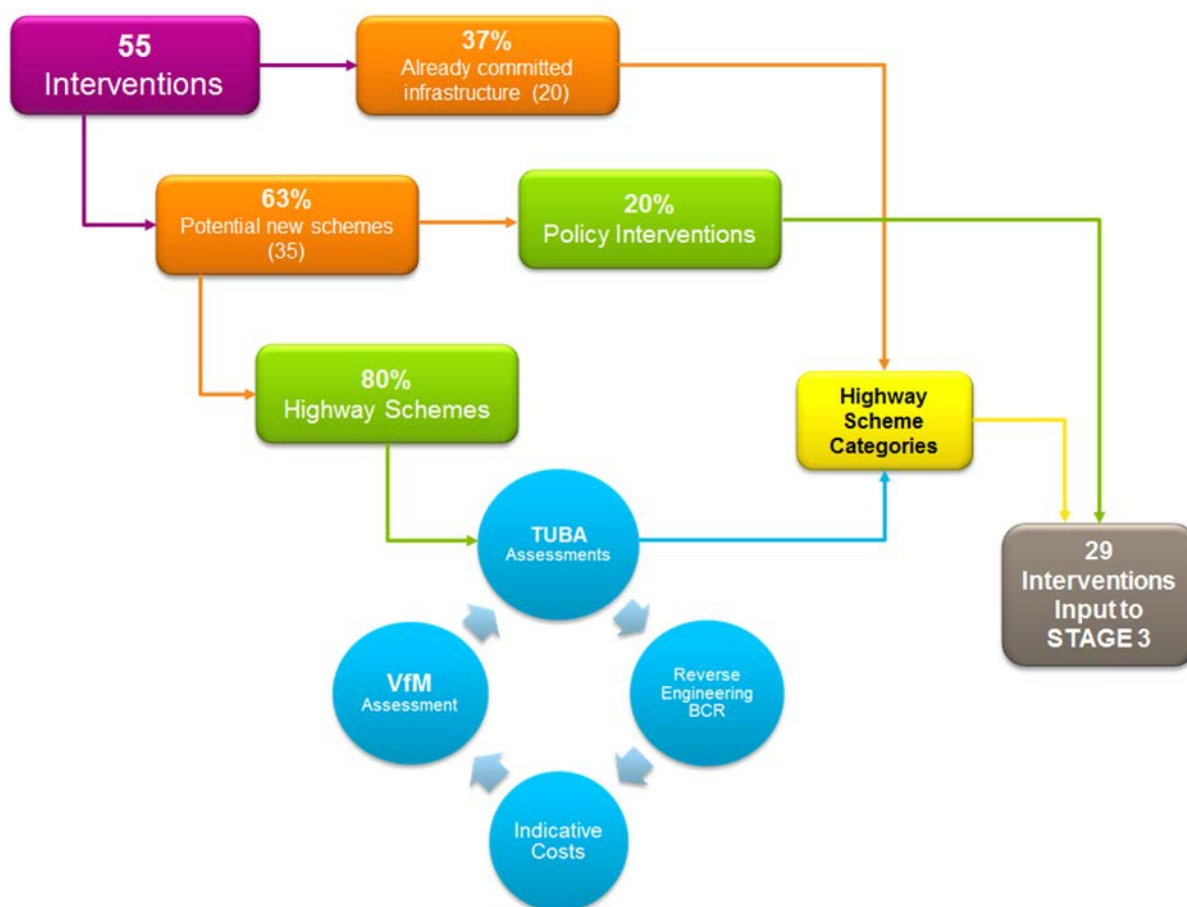 55
Interventions
37%
Already committed
infrastructure (20)
63%
Potential new schemes
(35)
20%
Policy Interventions
80%
Highway Schemes
Highway
Scheme
Categories
TUBA
Assessments
29
Interventions
Input to
STAGE 3
VfM
Assessment
Reverse
Engineering
BCR
Indicative
Costs